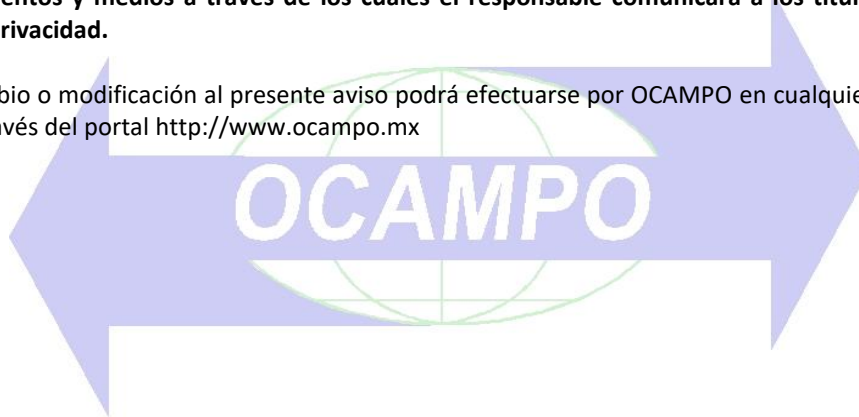 entos y medios a través de los cuales el responsable comunicará a los titul
rivacidad.
bio o modificación al presente aviso podrá efectuarse por OCAMPO en cualquie
avés del portal http://www.ocampo.mx
OCAMPO